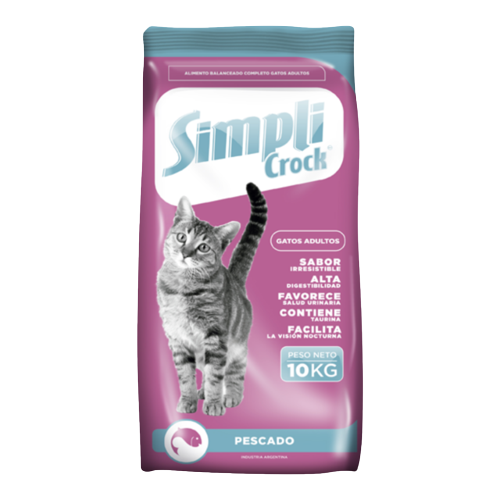 ALIMENTO BALANCEADO COMPLETO GATOS ADULTOS
Simpli
Crock®
GATOS ADULTOS
SABOR
IRRESISTIBLE
ALTA
DIGESTIBILIDAD
FAVORECE
SALUD URINARIA
CONTIENE
TAURINA
FACILITA
LA VISIÓN NOCTURNA
PESO NETO
10KG
PESCADO
INDUSTRIA ARGENTINA